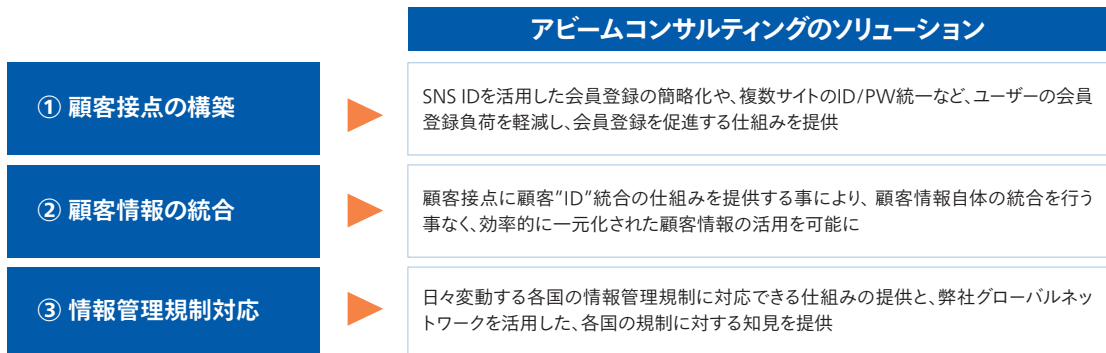 アビームコンサルティングのソリューション
① 顧客接点の構築
SNS IDを活用した会員登録の簡略化や、複数サイトのID/PW統一など、ユーザーの会員
登録負荷を軽減し、会員登録を促進する仕組みを提供
② 顧客情報の統合
顧客接点に顧客”ID”統合の仕組みを提供する事により、顧客情報自体の統合を行う
事なく、効率的に一元化された顧客情報の活用を可能に
③ 情報管理規制対応
日々変動する各国の情報管理規制に対応できる仕組みの提供と、弊社グローバルネッ
トワークを活用した、各国の規制に対する知見を提供